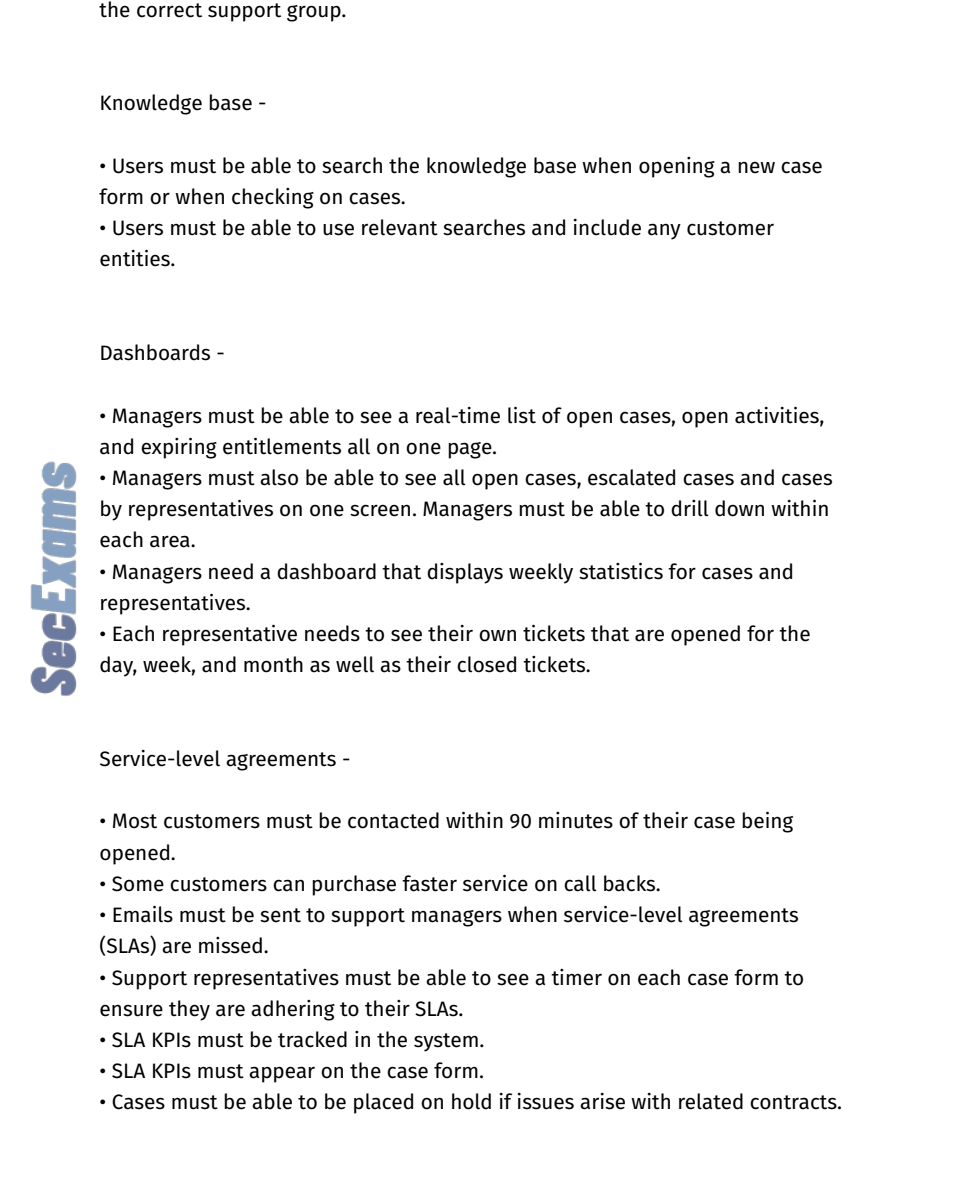 the correct support group.
Knowledge base -
• Users must be able to search the knowledge base when opening a new case
form or when checking on cases.
• Users must be able to use relevant searches and include any customer
entities.
Dashboards -
• Managers must be able to see a real-time list of open cases, open activities,
and expiring entitlements all on one page.
• Managers must also be able to see all open cases, escalated cases and cases
by representatives on one screen. Managers must be able to drill down within
each area.
• Managers need a dashboard that displays weekly statistics for cases and
representatives.
• Each representative needs to see their own tickets that are opened for the
day, week, and month as well as their closed tickets.
SecExams
Service-level agreements -
• Most customers must be contacted within 90 minutes of their case being
opened.
• Some customers can purchase faster service on call backs.
• Emails must be sent to support managers when service-level agreements
(SLAs) are missed.
• Support representatives must be able to see a timer on each case form to
ensure they are adhering to their SLAs.
• SLA KPIs must be tracked in the system.
• SLA KPIs must appear on the case form.
• Cases must be able to be placed on hold if issues arise with related contracts.